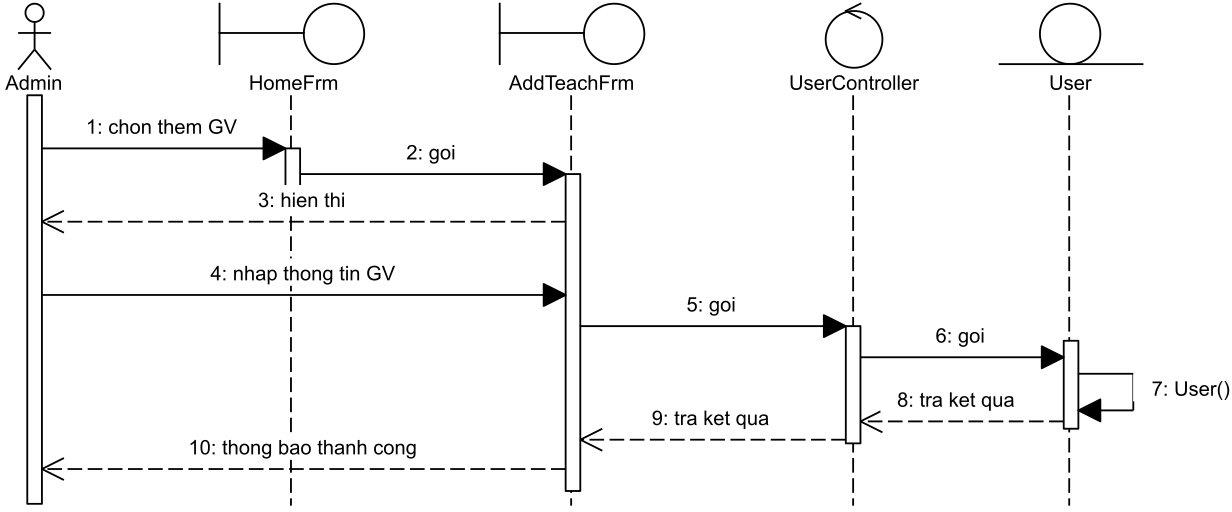 Admin
HomeFrm
AddTeachFrm
UserController
User
1: chon them GV
2: goi
3: hien thi
4: nhap thong tin GV
5: goi
6: goi
7: User()
8: tra ket qua
9: tra ket qua
10: thong bao thanh cong